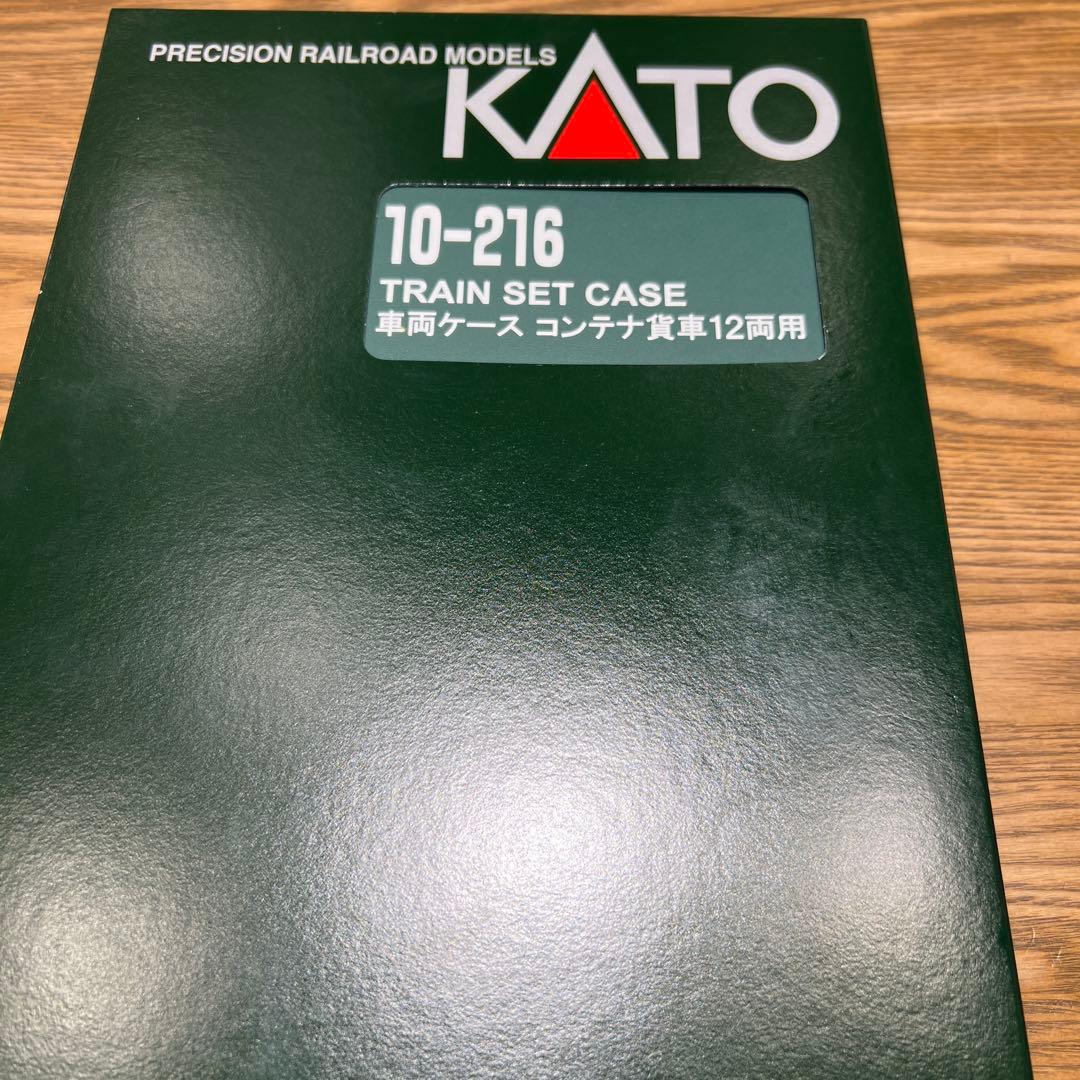 PRECISION RAILROAD MODELS
KATO
10-216
TRAIN SET CASE
車両ケース コンテナ貨車12両用